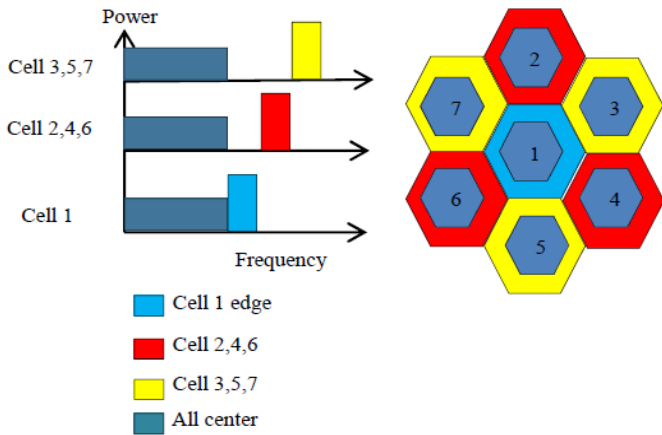 Power
Cell 3,5,7
Cell 2,4,6
Cell 1
Frequency
2
7
3
1
6
4
5
Cell 1 edge
Cell 2,4,6
Cell 3,5,7
All center